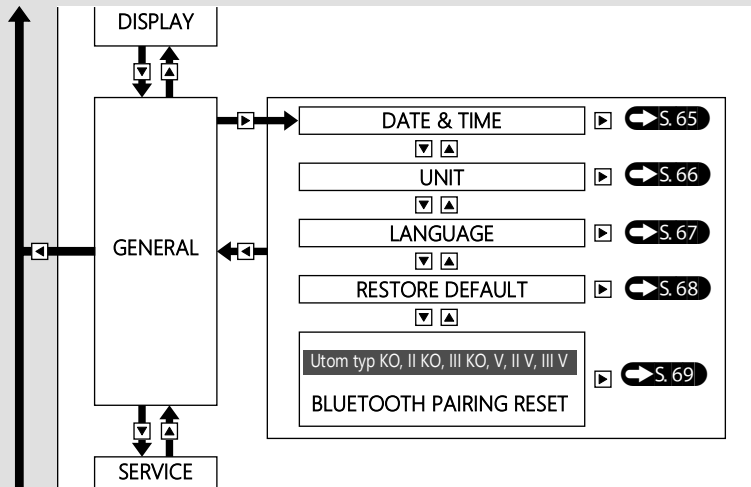 DISPLAY
DATE & TIME S. 65
UNIT S. 66
LANGUAGE S. 67
GENERAL
RESTORE DEFAULT S. 68
Utom typ KO, II KO, III KO, V, II V, III V
S. 69
BLUETOOTH PAIRING RESET
SERVICE